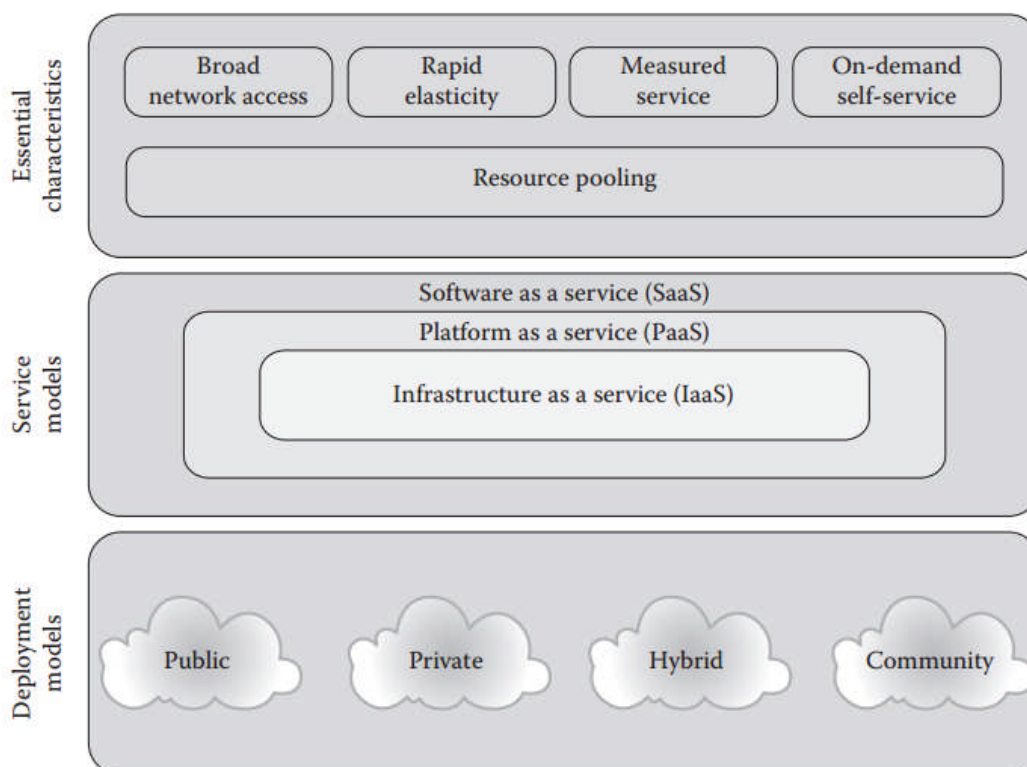 Essential
characteristics
Broad
network access
Rapid
elasticity
Measured
service
On-demand
self-service
Resource pooling
Service
models
Software as a service (SaaS)
Platform as a service (PaaS)
Infrastructure as a service (IaaS)
Deployment
models
Public
Private
Hybrid
Community